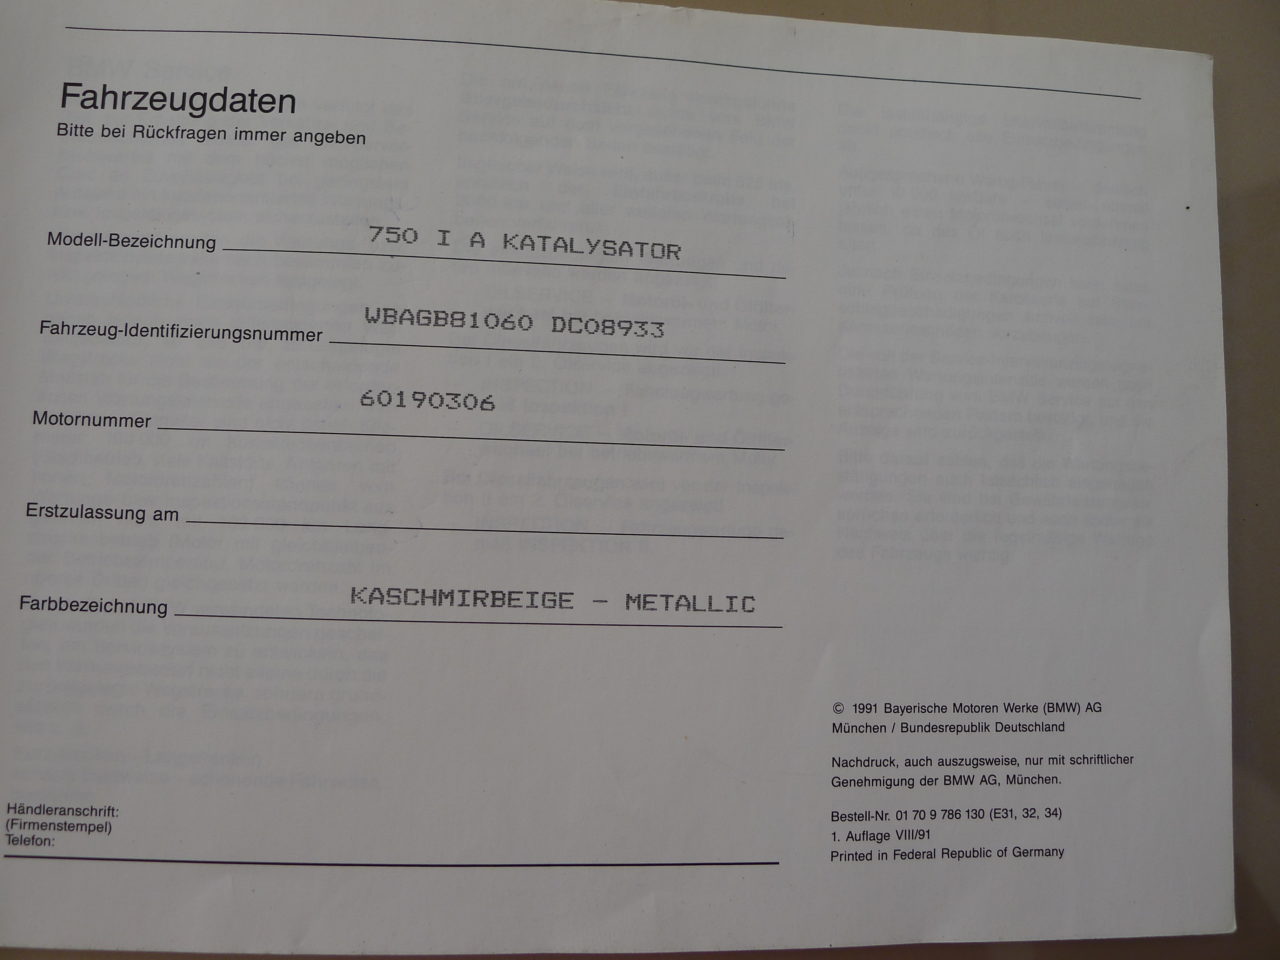 Fahrzeugdaten
Bitte bei Rückfragen immer angeben
Modell-Bezeichnung 750 I A KATALYSATOR
Fahrzeug-Identifizierungsnummer WBAGB81060 DC08933
Motornummer 60190306
Erstzulassung am
Farbbezeichnung KASCHMIRBEIGE – METALLIC
Händleranschrift:
(Firmenstempel)
Telefon:
© 1991 Bayerische Motoren Werke (BMW) AG
München / Bundesrepublik Deutschland
Nachdruck, auch auszugsweise, nur mit schriftlicher
Genehmigung der BMW AG, München.
Bestell-Nr. 01 70 9 786 130 (E31, 32, 34)
1. Auflage VIII/91
Printed in Federal Republic of Germany